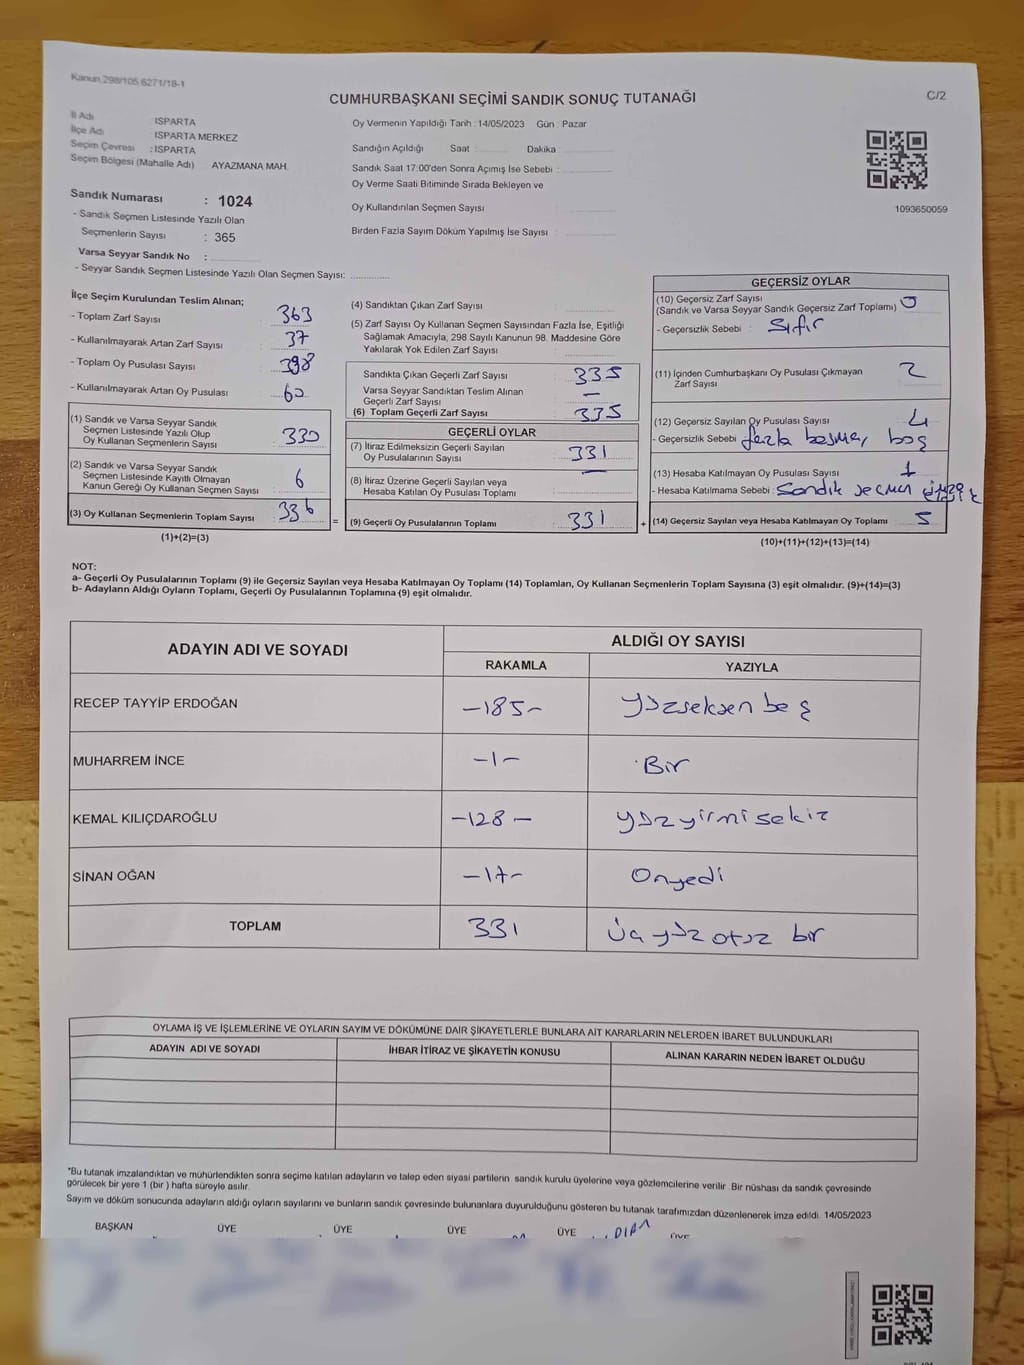 Kanun.298/105,6271/18-1
C/2
CUMHURBAŞKANI SEÇİMİ SANDIK SONUÇ TUTANAĞI
İl Adı : ISPARTA
İlçe Adı ISPARTA MERKEZ
Seçim Çevresi : ISPARTA
Seçim Bölgesi (Mahalle Adı) AYAZMANA MAH.
Sandık Numarası : 1024
- Sandık Seçmen Listesinde Yazılı Olan
Seçmenlerin Sayısı : 365
Varsa Seyyar Sandık No :
- Seyyar Sandık Seçmen Listesinde Yazılı Olan Seçmen Sayısı:
Oy Vermenin Yapıldığı Tarih : 14/05/2023 Gün : Pazar
Sandığın Açıldığı Saat : Dakika :
Sandık Saat 17:00'den Sonra Açımış İse Sebebi :
Oy Verme Saati Bitiminde Sırada Bekleyen ve
Oy Kullandırılan Seçmen Sayısı
Birden Fazla Sayım Döküm Yapılmış İse Sayısı :
1093650059
İlçe Seçim Kurulundan Teslim Alınan;
- Toplam Zarf Sayısı : 363
- Kullanılmayarak Artan Zarf Sayısı : 37
- Toplam Oy Pusulası Sayısı : 398
- Kullanılmayarak Artan Oy Pusulası : 62
(1) Sandık ve Varsa Seyyar Sandık
Seçmen Listesinde Yazılı Olup
Oy Kullanan Seçmenlerin Sayısı 330
(2) Sandık ve Varsa Seyyar Sandık
Seçmen Listesinde Kayıtlı Olmayan
Kanun Gereği Oy Kullanan Seçmen Sayısı 6
(3) Oy Kullanan Seçmenlerin Toplam Sayısı : 336
(1)+(2)=(3)
=
(4) Sandıktan Çıkan Zarf Sayısı
(5) Zarf Sayısı Oy Kullanan Seçmen Sayısından Fazla İse, Eşitliği
Sağlamak Amacıyla, 298 Sayılı Kanunun 98. Maddesine Göre
Yakılarak Yok Edilen Zarf Sayısı
Sandıkta Çıkan Geçerli Zarf Sayısı : 335
Varsa Seyyar Sandıktan Teslim Alınan
Geçerli Zarf Sayısı : —
(6) Toplam Geçerli Zarf Sayısı : 335
GEÇERLİ OYLAR
(7) İtiraz Edilmeksizin Geçerli Sayılan
Oy Pusulalarının Sayısı : 331
(8) İtiraz Üzerine Geçerli Sayılan veya
Hesaba Katılan Oy Pusulası Toplamı : —
(9) Geçerli Oy Pusulalarının Toplamı : 331
+
GEÇERSİZ OYLAR
(10) Geçersiz Zarf Sayısı
(Sandık ve Varsa Seyyar Sandık Geçersiz Zarf Toplamı) 0
- Geçersizlik Sebebi : Sıfır
(11) İçinden Cumhurbaşkanı Oy Pusulası Çıkmayan
Zarf Sayısı 2
(12) Geçersiz Sayılan Oy Pusulası Sayısı : 4
- Geçersizlik Sebebi fazla basma, boş
(13) Hesaba Katılmayan Oy Pusulası Sayısı : 1
- Hesaba Katılmama Sebebi : Sandık seçmen
(14) Geçersiz Sayılan veya Hesaba Katılmayan Oy Toplamı : 5
(10)+(11)+(12)+(13)=(14)
NOT:
a- Geçerli Oy Pusulalarının Toplamı (9) ile Geçersiz Sayılan veya Hesaba Katılmayan Oy Toplamı (14) Toplamları, Oy Kullanan Seçmenlerin Toplam Sayısına (3) eşit olmalıdır. (9)+(14)=(3)
b- Adayların Aldığı Oyların Toplamı, Geçerli Oy Pusulalarının Toplamına (9) eşit olmalıdır.
ADAYIN ADI VE SOYADI
ALDIĞI OY SAYISI
RAKAMLA YAZIYLA
RECEP TAYYİP ERDOĞAN -185- yüzseksen beş
MUHARREM İNCE -1- Bir
KEMAL KILIÇDAROĞLU -128- yüz yirmi sekiz
SİNAN OĞAN -17- Onyedi
TOPLAM 331 Üç yüz otuz bir
OYLAMA İŞ VE İŞLEMLERİNE VE OYLARIN SAYIM VE DÖKÜMÜNE DAİR ŞİKAYETLERLE BUNLARA AİT KARARLARIN NELERDEN İBARET BULUNDUKLARI
ADAYIN ADI VE SOYADI İHBAR İTİRAZ VE ŞİKAYETİN KONUSU ALINAN KARARIN NEDEN İBARET OLDUĞU
*Bu tutanak imzalandıktan ve mühürlendikten sonra seçime katılan adayların ve talep eden siyasi partilerin sandık kurulu üyelerine veya gözlemcilerine verilir. Bir nüshası da sandık çevresinde
görülecek bir yere 1 (bir ) hafta süreyle asılır.
Sayım ve döküm sonucunda adayların aldığı oyların sayılarını ve bunların sandık çevresinde bulunanlara duyurulduğunu gösteren bu tutanak tarafımızdan düzenlenerek imza edildi. 14/05/2023
BAŞKAN ÜYE ÜYE ÜYE ÜYE ÜYE